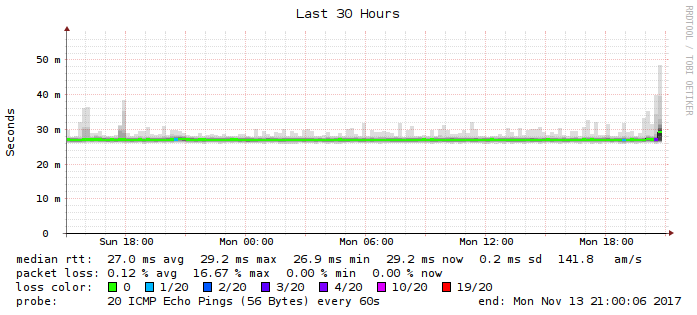 Last 30 Hours
RRDTOOL / TOBI OETIKER
Seconds
50 m
40 m
30 m
20 m
10 m
0
Sun 18:00 Mon 00:00 Mon 06:00 Mon 12:00 Mon 18:00
median rtt: 27.0 ms avg 29.2 ms max 26.9 ms min 29.2 ms now 0.2 ms sd 141.8 am/s
packet loss: 0.12 % avg 16.67 % max 0.00 % min 0.00 % now
loss color: 0 1/20 2/20 3/20 4/20 10/20 19/20
probe: 20 ICMP Echo Pings (56 Bytes) every 60s end: Mon Nov 13 21:00:06 2017